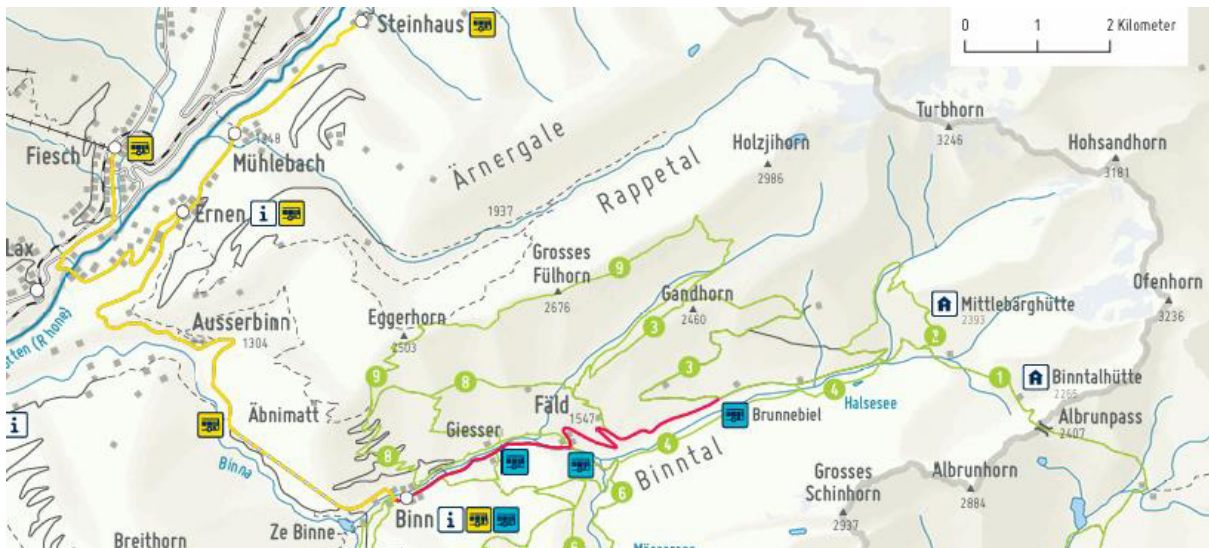 Steinhaus
0 1 2 Kilometer
Turbhorn
3246
Hohsandhorn
3181
Fiesch
1248
Mühlebach
Ärnergale
Rappetal
Holzjihorn
2986
Ernen
i
1937
Lax
Grosses
Fülhorn
2676
9
Gandhorn
2460
Ofenhorn
3236
Mittlebärghütte
2393
(Rhone)
Ausserbinn
1304
Eggerhorn
2503
3
2
9
8
3
4
1
Binntalhütte
2265
Äbnimatt
Fäld
1547
Brunnebiel
Halsesee
Albrunpass
2407
i
Giesser
Binna
8
4
Binntal
6
Grosses
Schinhorn
2937
Albrunhorn
2884
Binn
i
Ze Binne
Breithorn